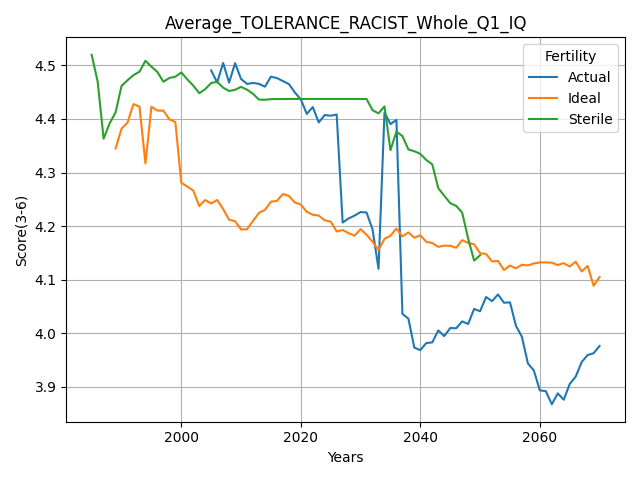 Average_TOLERANCE_RACIST_Whole_Q1_IQ
Fertility
Actual
Ideal
Sterile
Score(3-6)
4.5
4.4
4.3
4.2
4.1
4.0
3.9
2000 2020 2040 2060
Years